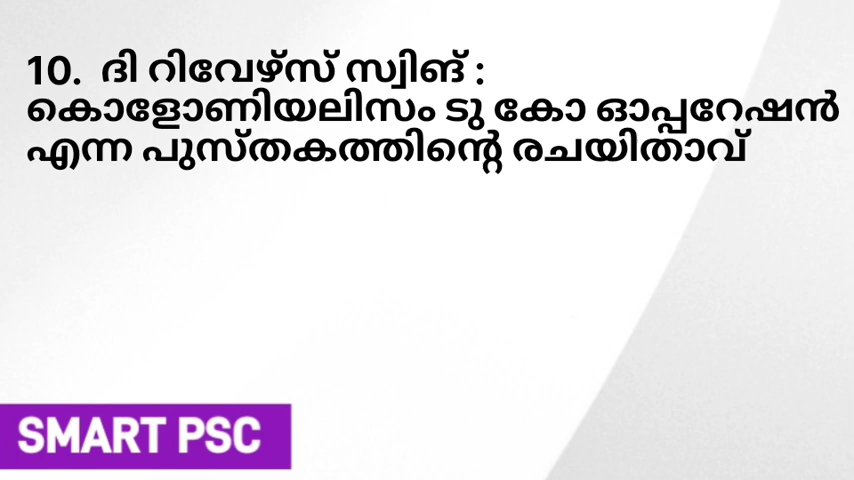 10. ദി റിവേഴ്സ് സ്വിങ് :
കൊളോണിയലിസം ടു കോ ഓപ്പറേഷൻ
എന്ന പുസ്തകത്തിന്റെ രചയിതാവ്
SMART PSC